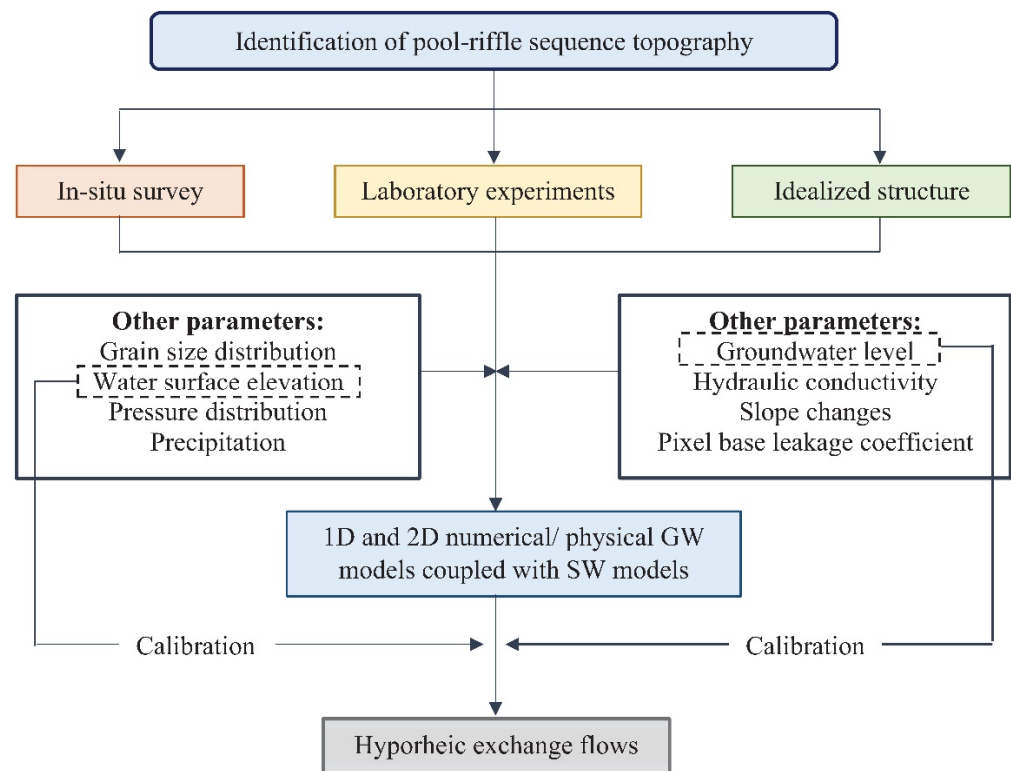 Identification of pool-riffle sequence topography
In-situ survey
Laboratory experiments
Idealized structure
Other parameters:
Grain size distribution
Water surface elevation
Pressure distribution
Precipitation
Other parameters:
Groundwater level
Hydraulic conductivity
Slope changes
Pixel base leakage coefficient
1D and 2D numerical/ physical GW
models coupled with SW models
Calibration
Calibration
Hyporheic exchange flows